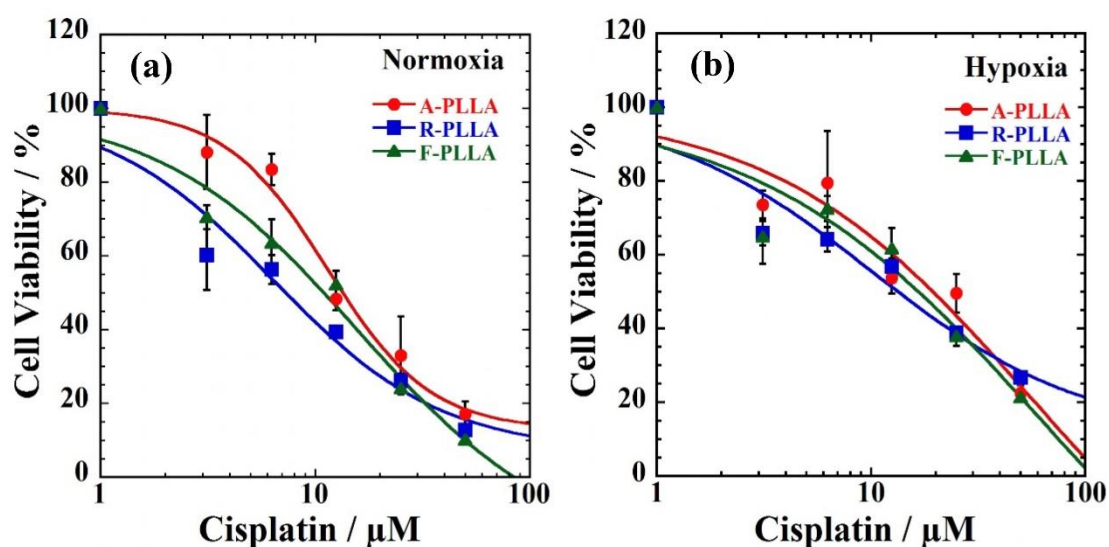 (a)
Normoxia
A-PLLA
R-PLLA
F-PLLA
120
100
80
60
40
20
0
1
10
100
Cell Viability / %
Cisplatin / μM
(b)
Hypoxia
A-PLLA
R-PLLA
F-PLLA
120
100
80
60
40
20
0
1
10
100
Cell Viability / %
Cisplatin / μM